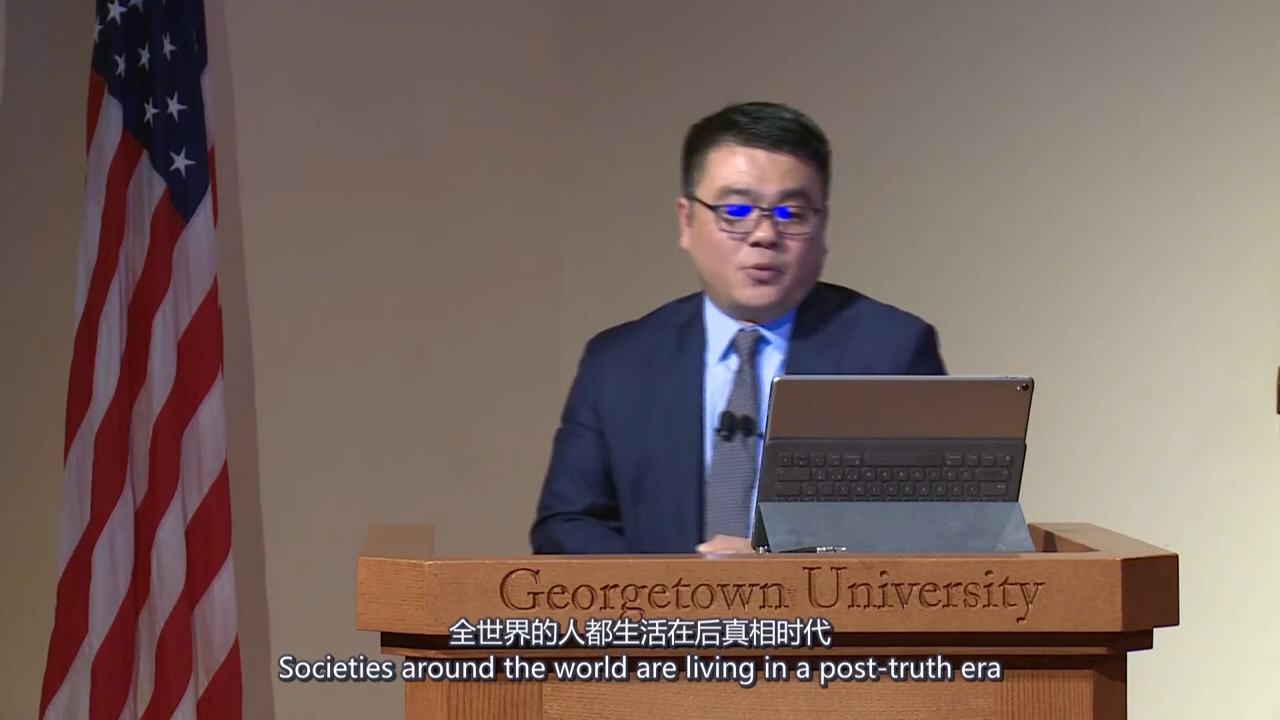 Georgetown University
全世界的人都生活在后真相时代
Societies around the world are living in a post-truth era